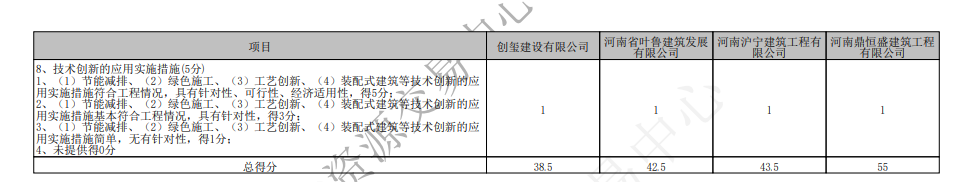 项目
创玺建设有限公司
河南省叶鲁建筑发展
有限公司
河南沪宁建筑工程有
限公司
河南鼎恒盛建筑工程
有限公司
8、技术创新的应用实施措施(5分)
1、（1）节能减排、（2）绿色施工、（3）工艺创新、（4）装配式建筑等技术创新的应
用实施措施符合工程情况，具有针对性、可行性、经济适用性，得5分；
2、（1）节能减排、（2）绿色施工、（3）工艺创新、（4）装配式建筑等技术创新的应
用实施措施基本符合工程情况，具有针对性，得3分；
3、（1）节能减排、（2）绿色施工、（3）工艺创新、（4）装配式建筑等技术创新的应
用实施措施简单，无有针对性，得1分；
4、未提供得0分
1
1
1
1
总得分
38.5
42.5
43.5
55
资源交易中心
中心